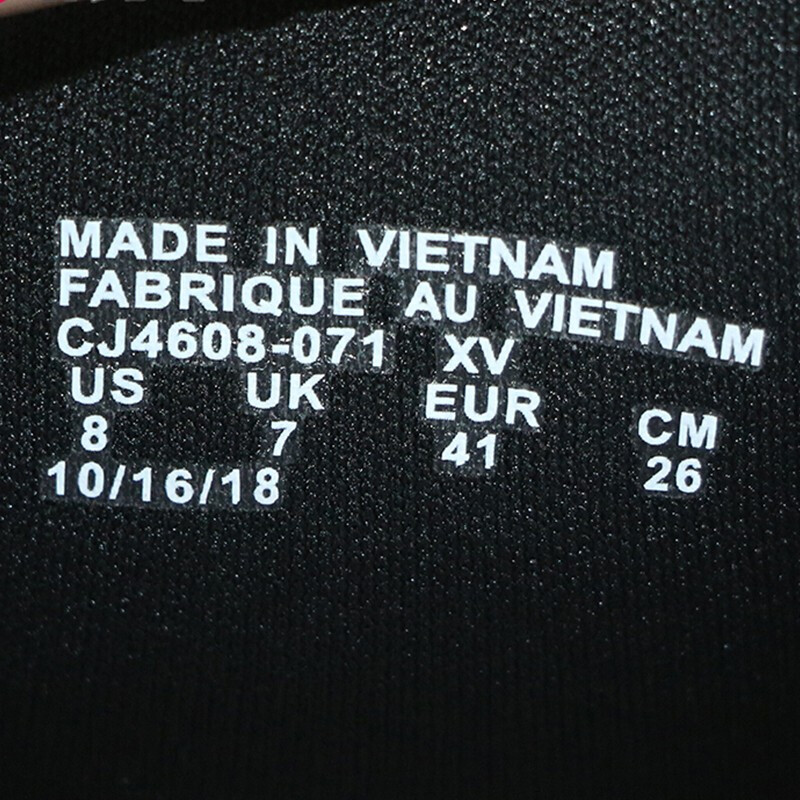 MADE IN VIETNAM
FABRIQUE AU VIETNAM
CJ4608-071 XV
US UK EUR CM
8 7 41 26
10/16/18